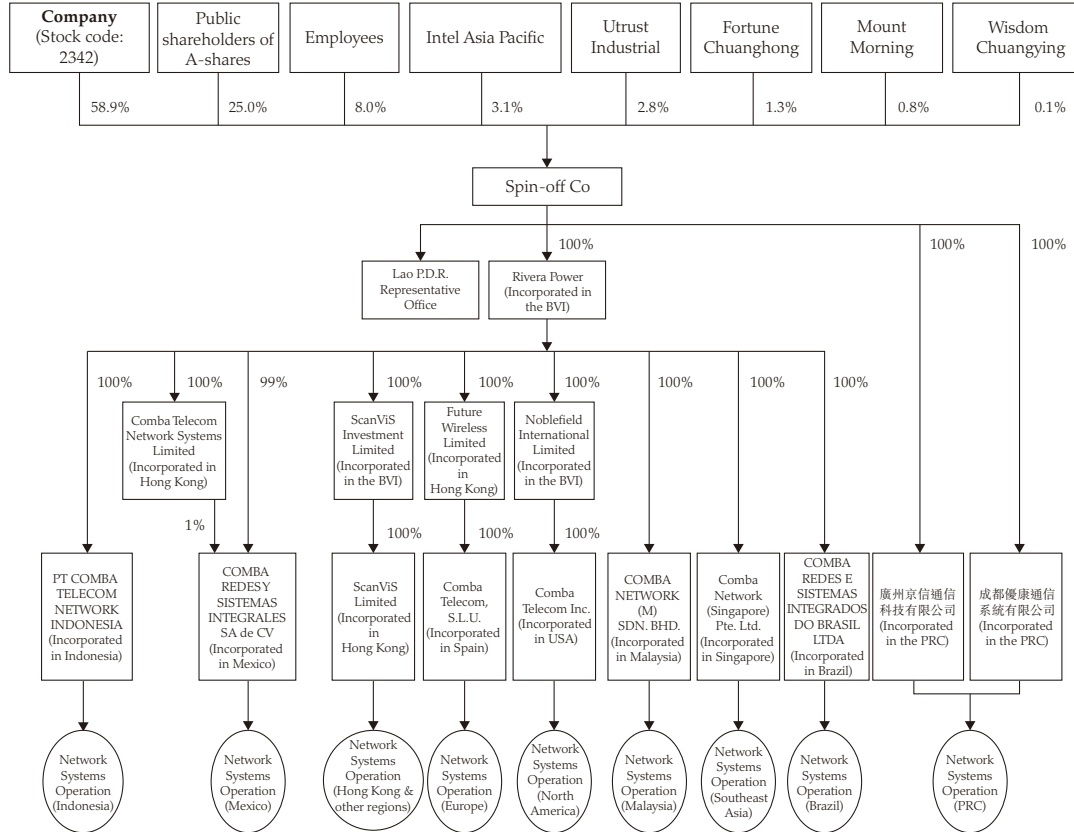 Company
(Stock code:
2342)
Public
shareholders of
A-shares
Employees
Intel Asia Pacific
Utrust
Industrial
Fortune
Chuanghong
Mount
Morning
Wisdom
Chuangying
58.9%
25.0%
8.0%
3.1%
2.8%
1.3%
0.8%
0.1%
Spin-off Co
100%
100%
100%
Lao P.D.R.
Representative
Office
Rivera Power
(Incorporated in
the BVI)
100%
100%
99%
100%
100%
100%
100%
100%
100%
Comba Telecom
Network Systems
Limited
(Incorporated in
Hong Kong)
ScanViS
Investment
Limited
(Incorporated
in the BVI)
Future
Wireless
Limited
(Incorporated
in
Hong Kong)
Noblefield
International
Limited
(Incorporated
in the BVI)
1%
100%
100%
100%
PT COMBA
TELECOM
NETWORK
INDONESIA
(Incorporated
in Indonesia)
COMBA
REDESY
SISTEMAS
INTEGRALES
SA de CV
(Incorporated
in Mexico)
ScanViS
Limited
(Incorporated
in
Hong Kong)
Comba
Telecom,
S.L.U.
(Incorporated
in Spain)
Comba
Telecom Inc.
(Incorporated
in USA)
COMBA
NETWORK
(M)
SDN. BHD.
(Incorporated
in Malaysia)
Comba
Network
(Singapore)
Pte. Ltd.
(Incorporated
in Singapore)
COMBA
REDES E
SISTEMAS
INTEGRADOS
DO BRASIL
LTDA
(Incorporated
in Brazil)
廣州京信通信
科技有限公司
(Incorporated
in the PRC)
成都優康通信
系統有限公司
(Incorporated
in the PRC)
Network
Systems
Operation
(Indonesia)
Network
Systems
Operation
(Mexico)
Network
Systems
Operation
(Hong Kong &
other regions)
Network
Systems
Operation
(Europe)
Network
Systems
Operation
(North
America)
Network
Systems
Operation
(Malaysia)
Network
Systems
Operation
(Southeast
Asia)
Network
Systems
Operation
(Brazil)
Network
Systems
Operation
(PRC)